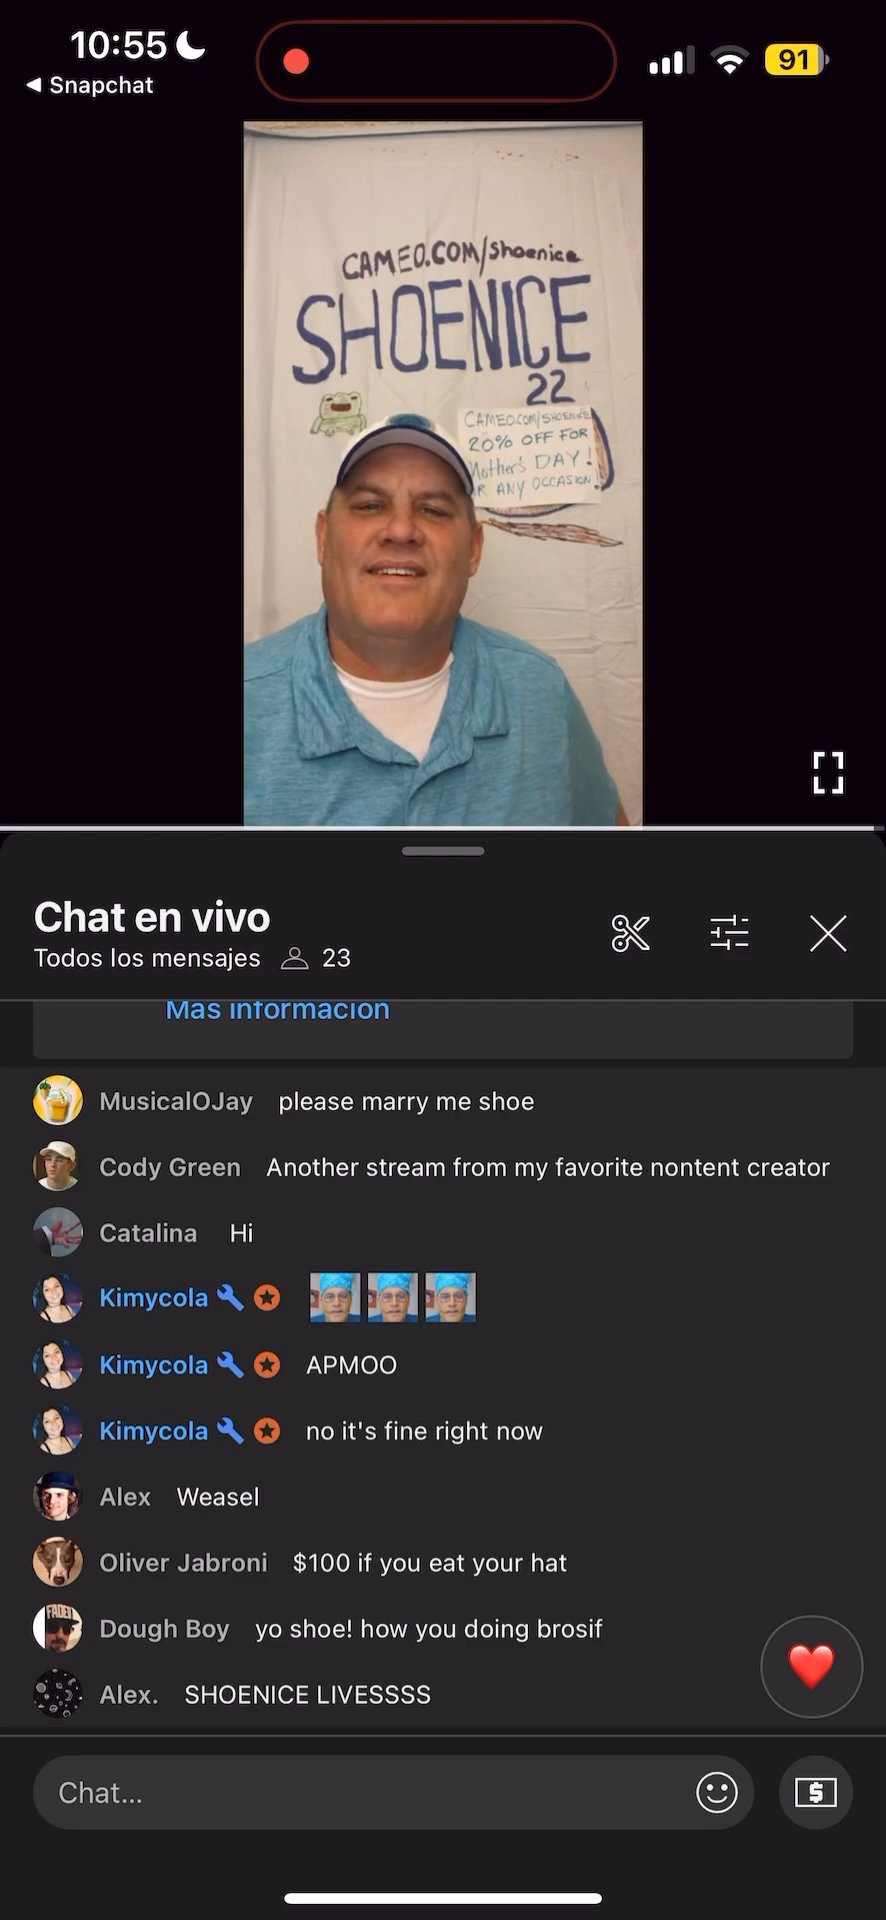 10:55
91
◀ Snapchat
CAMEO.COM/shoenice
SHOENICE
22
CAMEO.COM/SHOENICE
20% OFF FOR
Mother's DAY!
R ANY OCCASION!
Chat en vivo
Todos los mensajes 23
Más información
MusicalOJay please marry me shoe
Cody Green Another stream from my favorite nontent creator
Catalina Hi
Kimycola
Kimycola APMOO
Kimycola no it's fine right now
Alex Weasel
Oliver Jabroni $100 if you eat your hat
FADED
Dough Boy yo shoe! how you doing brosif
Alex. SHOENICE LIVESSSS
Chat...
$